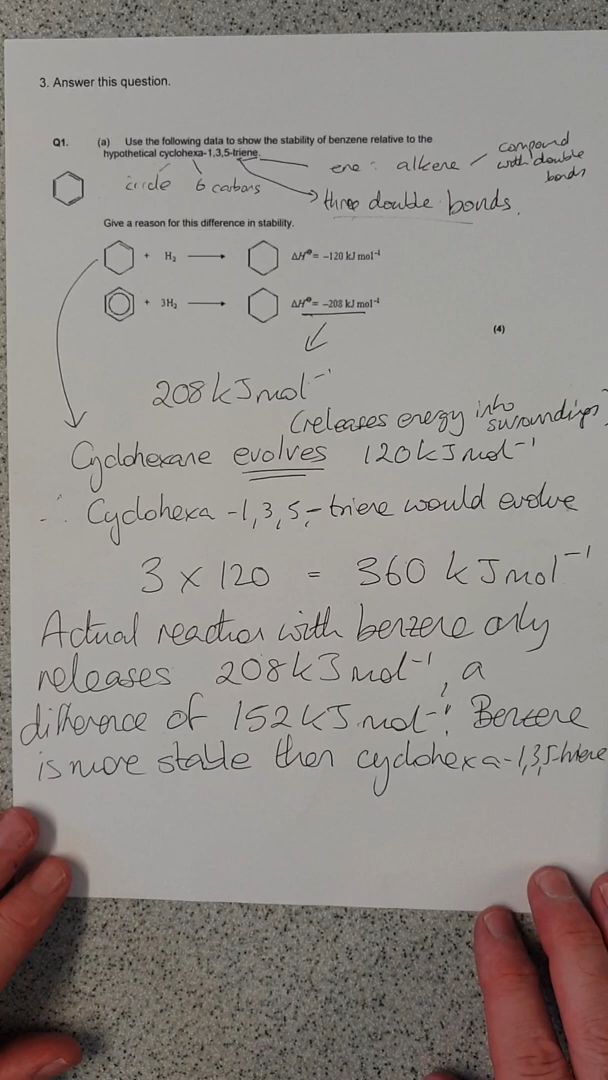 3. Answer this question.
Q1. (a) Use the following data to show the stability of benzene relative to the
hypothetical cyclohexa-1,3,5-triene.
compound
with double
bonds
ene : alkene
circle 6 carbons
three double bonds.
Give a reason for this difference in stability.
+ H₂ ⟶ ΔH⦵ = −120 kJ mol⁻¹
+ 3H₂ ⟶ ΔH⦵ = −208 kJ mol⁻¹
(4)
208 kJ mol⁻¹
(releases energy into
surroundings)
Cyclohexane evolves 120 kJ mol⁻¹
∴ Cyclohexa -1,3,5,- triene would evolve
3 × 120 = 360 kJ mol⁻¹
Actual reaction with benzene only
releases 208 kJ mol⁻¹, a
difference of 152 kJ mol⁻¹. Benzene
is more stable then cyclohexa-1,3,5-triene